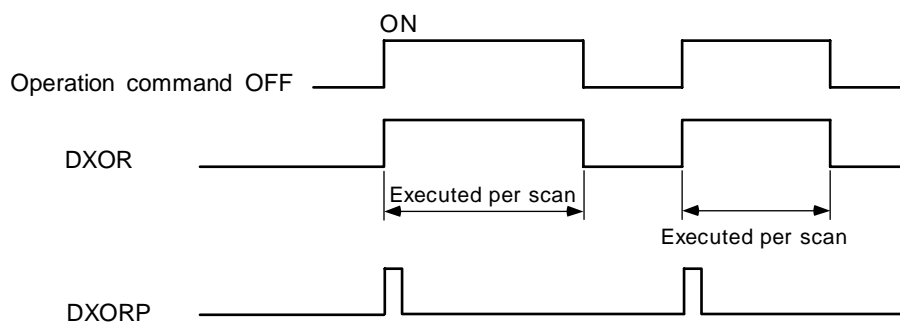 ON
Operation command OFF
DXOR
Executed per scan
Executed per scan
DXORP